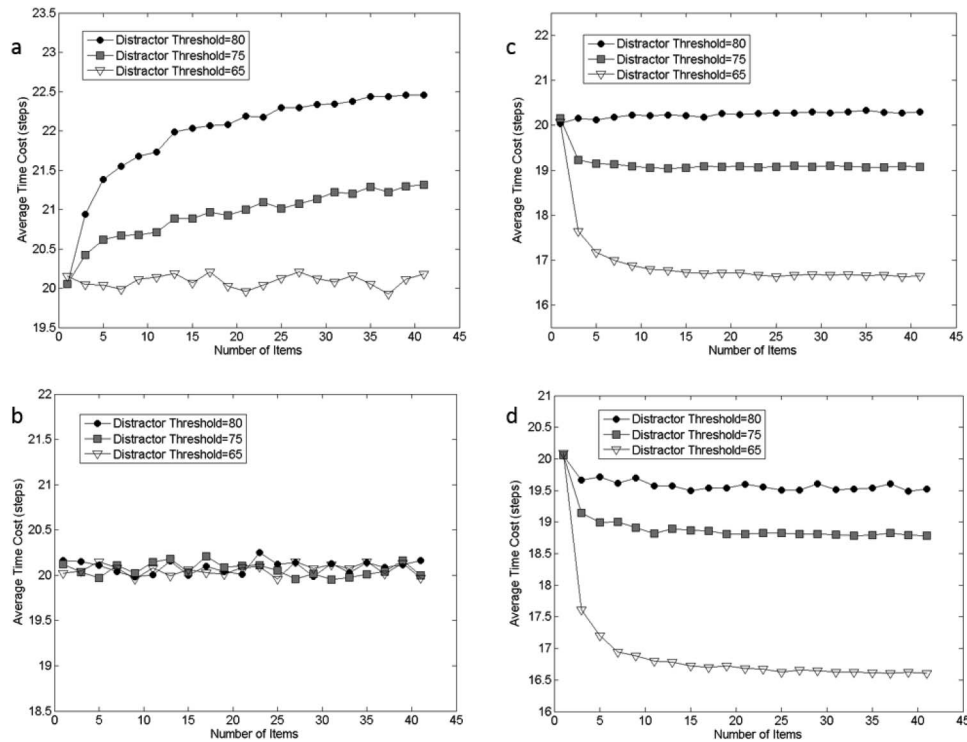 a
23.5
23
22.5
22
21.5
21
20.5
20
19.5
Average Time Cost (steps)
Distractor Threshold=80
Distractor Threshold=75
Distractor Threshold=65
0 5 10 15 20 25 30 35 40 45
Number of Items
c
22
21
20
19
18
17
16
Average Time Cost (steps)
Distractor Threshold=80
Distractor Threshold=75
Distractor Threshold=65
0 5 10 15 20 25 30 35 40 45
Number of Items
b
22
21.5
21
20.5
20
19.5
19
18.5
Average Time Cost (steps)
Distractor Threshold=80
Distractor Threshold=75
Distractor Threshold=65
0 5 10 15 20 25 30 35 40 45
Number of Items
d
21
20.5
20
19.5
19
18.5
18
17.5
17
16.5
16
Average Time Cost (steps)
Distractor Threshold=80
Distractor Threshold=75
Distractor Threshold=65
0 5 10 15 20 25 30 35 40 45
Number of Items